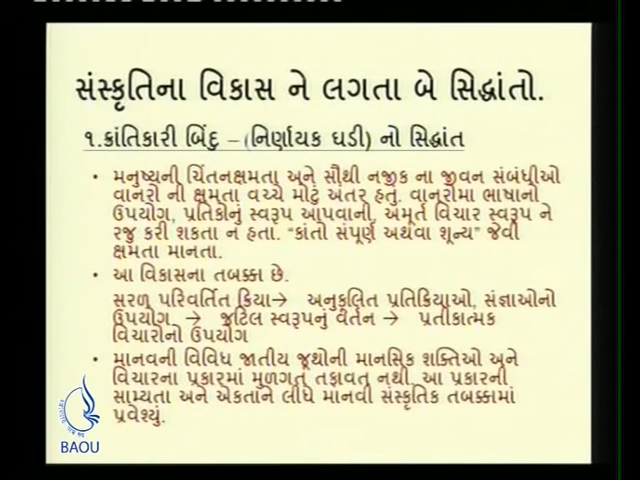 સંસ્કૃતિના વિકાસ ને લગતા બે સિદ્ધાંતો.
૧.કાંતિકારી બિંદુ – (નિર્ણાયક ઘડી) નો સિદ્ધાંત
• મનુષ્યની ચિંતનક્ષમતા અને સૌથી નજીક ના જીવન સંબંધીઓ
વાનરો ની ક્ષમતા વચ્ચે મોટું અંતર હતું. વાનરોમા ભાષાનો
ઉપયોગ, પ્રતિકોનું સ્વરૂપ આપવાની, અમૂર્ત વિચાર સ્વરૂપ ને
રજુ કરી શકતા ન હતા. “કાંતો સંપૂર્ણ અથવા શૂન્ય” જેવી
ક્ષમતા માનતા.
• આ વિકાસના તબક્કા છે.
સરળ પરિવર્તિત ક્રિયા→ અનુકૂલિત પ્રતિક્રિયાઓ, સંજ્ઞાઓનો
ઉપયોગ → જટિલ સ્વરૂપનું વર્તન → પ્રતીકાત્મક
વિચારોનો ઉપયોગ
• માનવની વિવિધ જાતીય જૂથોની માનસિક શક્તિઓ અને
વિચારના પ્રકારમાં મુળગત તફાવત નથી. આ પ્રકારની
સામ્યતા અને એકતાને લીધે માનવી સંસ્કૃતિક તબક્કામાં
પ્રવેશ્યું.
BAOU